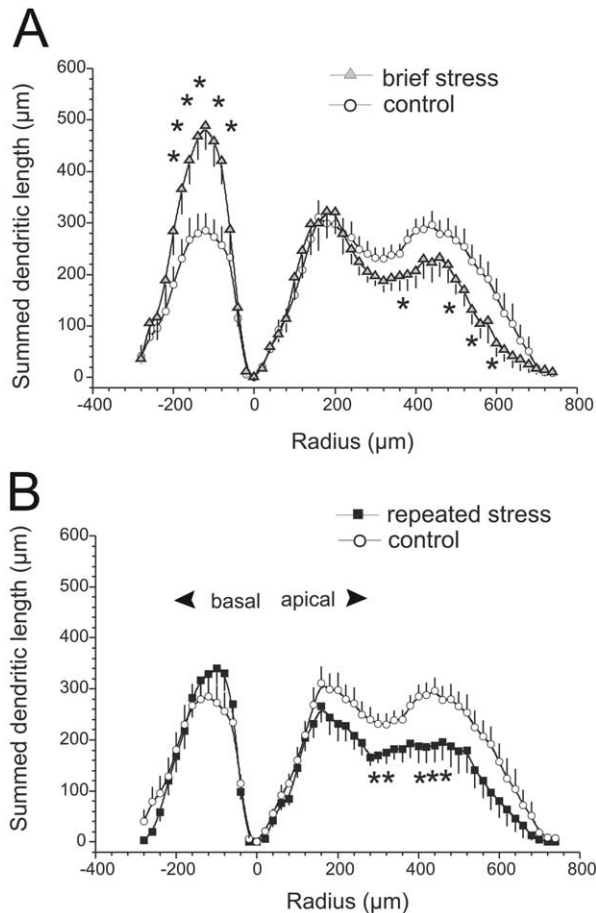 A
Summed dendritic length (µm)
600
500
400
300
200
100
0
* * * * * *
brief stress
control
* * * *
-400 -200 0 200 400 600 800
Radius (µm)
B
Summed dendritic length (µm)
600
500
400
300
200
100
0
repeated stress
control
basal apical
** ***
-400 -200 0 200 400 600 800
Radius (µm)